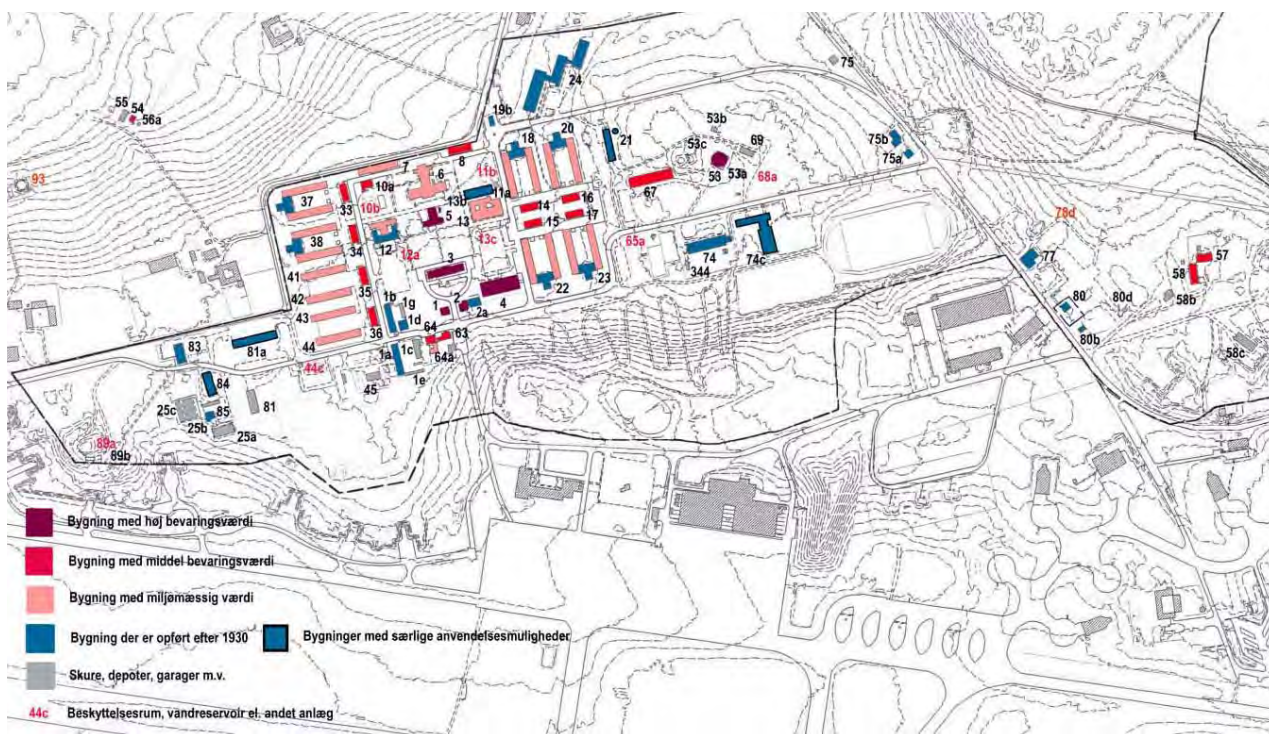 24
75
55
54
56a
19b
20
18
21
53b
75b
75a
53c
69
8
93
7
6
11b
53
53a
68a
67
10a
33
37
10b
13b
11a
16
14
5
13
17
15
78d
34
38
12
12a
13c
65a
3
74
74c
344
57
77
58
41
35
42
1b
1g
2
23
22
80
80d
58b
43
1
2a
4
1d
36
64
63
80b
44
83
81a
1a
1c
64a
58c
44c
45
1e
84
25c
85
81
25b
25a
89a
89b
Bygning med høj bevaringsværdi
Bygning med middel bevaringsværdi
Bygning med miljømæssig værdi
Bygning der er opført efter 1930
Bygninger med særlige anvendelsesmuligheder
Skure, depoter, garager m.v.
44c Beskyttelsesrum, vandreservoir el. andet anlæg